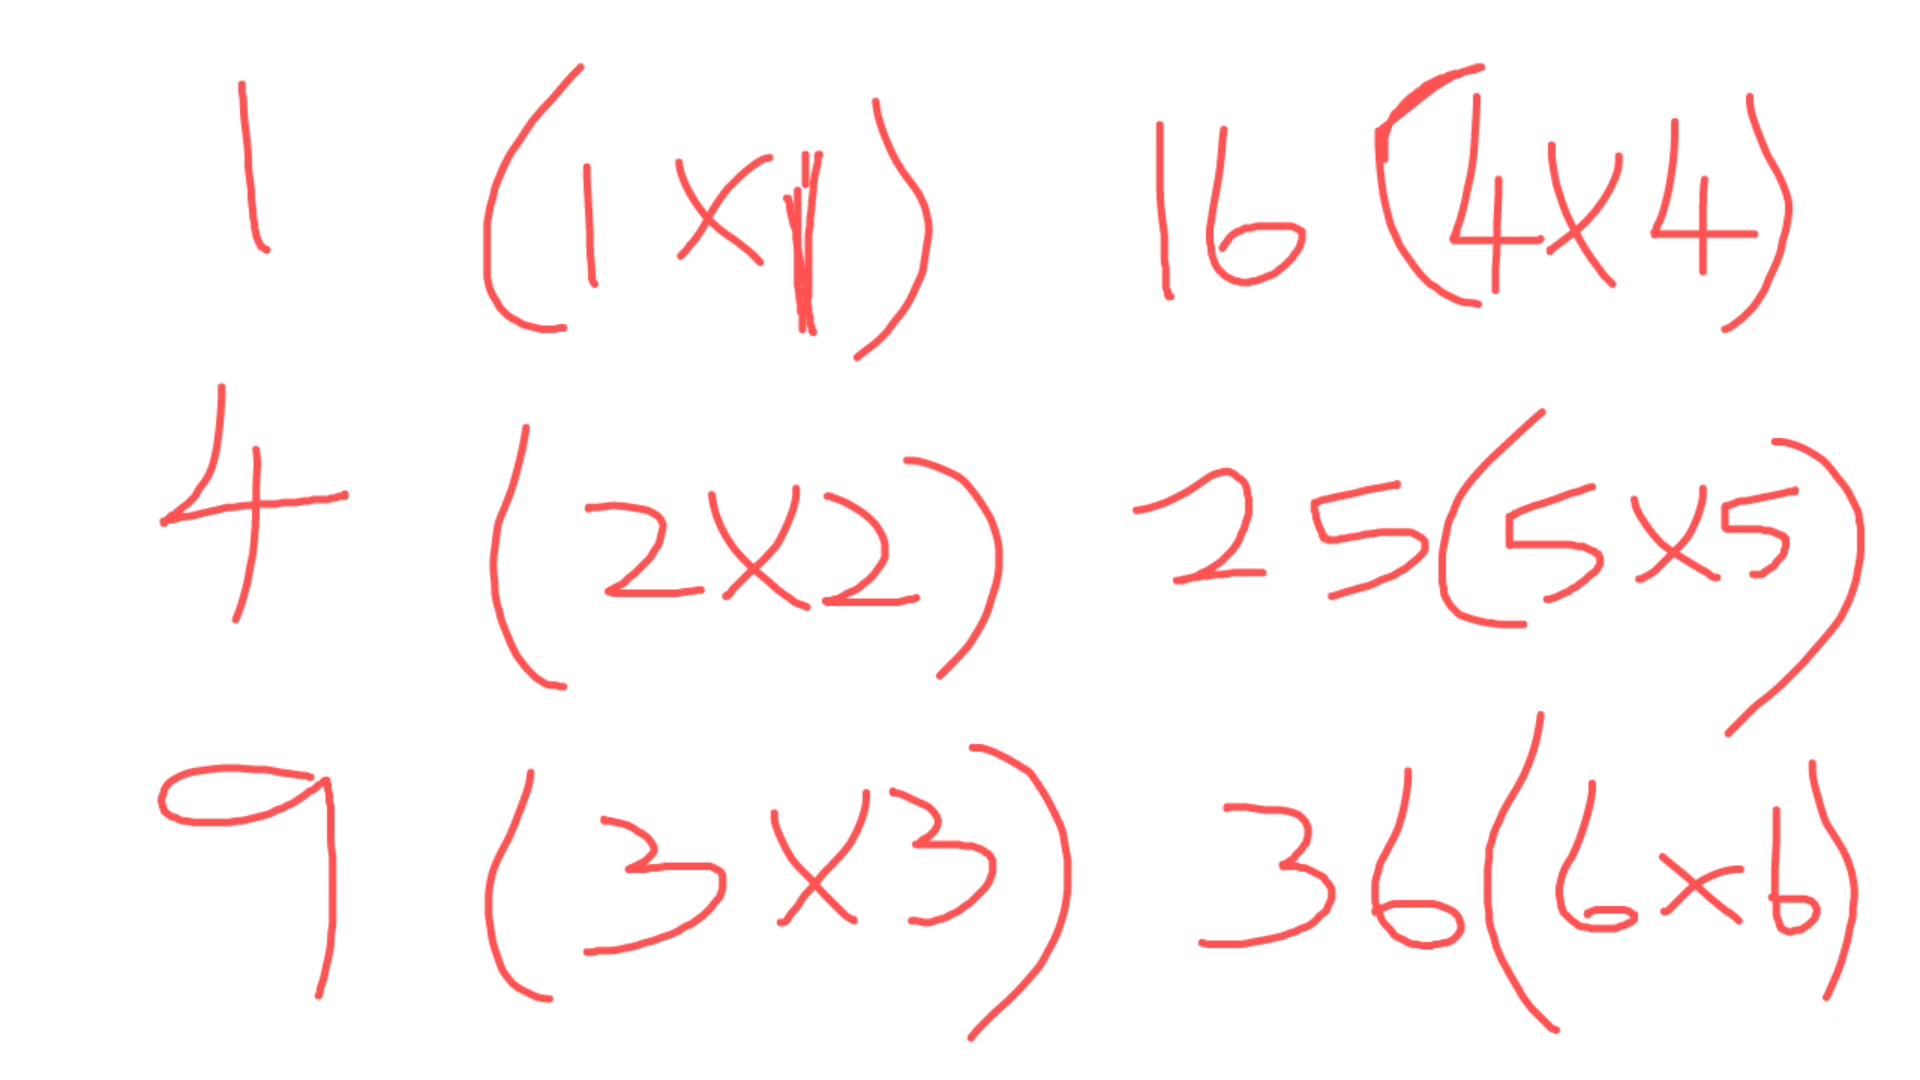 1 (1x1)
4 (2x2)
9 (3x3)
16 (4x4)
25 (5x5)
36 (6x6)